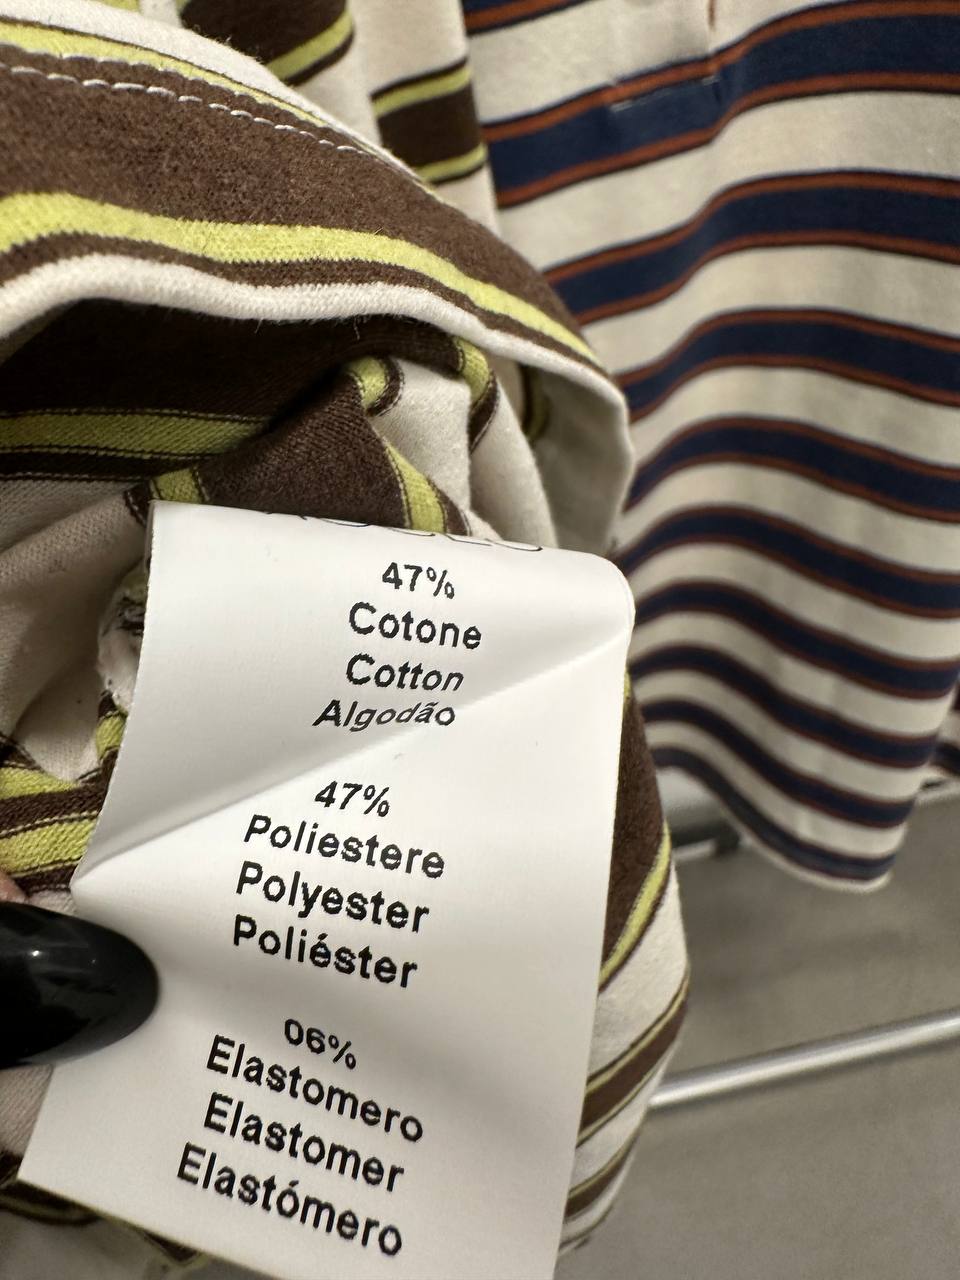 47%
Cotone
Cotton
Algodão
47%
Poliestere
Polyester
Poliéster
06%
Elastomero
Elastomer
Elastómero